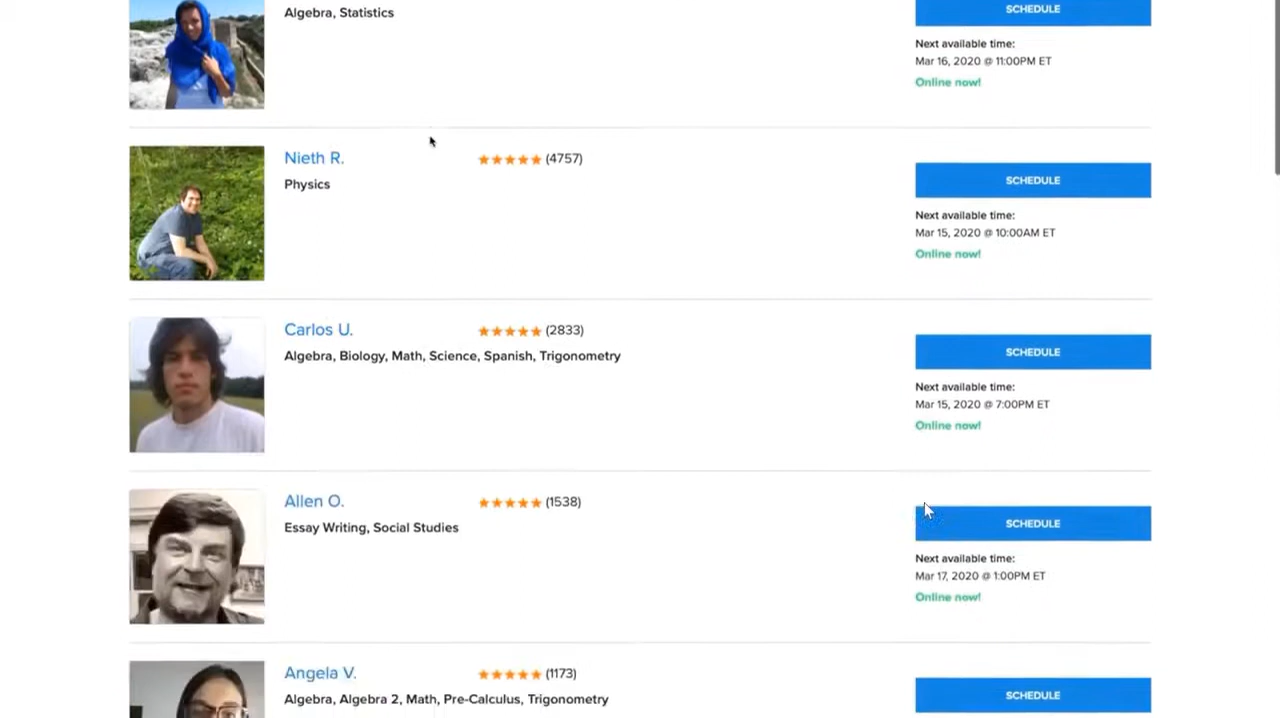 Algebra, Statistics
SCHEDULE
Next available time:
Mar 16, 2020 @ 11:00PM ET
Online now!
Nieth R.
(4757)
Physics
SCHEDULE
Next available time:
Mar 15, 2020 @ 10:00AM ET
Online now!
Carlos U.
(2833)
Algebra, Biology, Math, Science, Spanish, Trigonometry
SCHEDULE
Next available time:
Mar 15, 2020 @ 7:00PM ET
Online now!
Allen O.
(1538)
Essay Writing, Social Studies
SCHEDULE
Next available time:
Mar 17, 2020 @ 1:00PM ET
Online now!
Angela V.
(1173)
Algebra, Algebra 2, Math, Pre-Calculus, Trigonometry
SCHEDULE